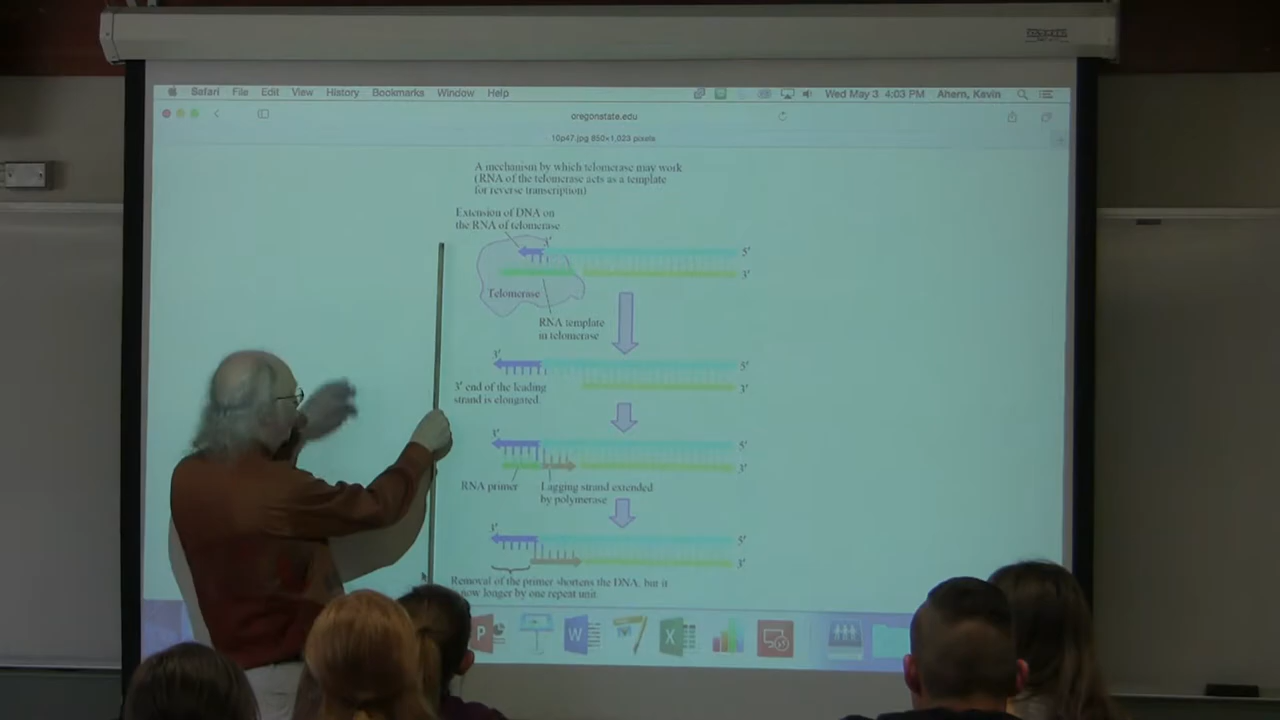 Safari File Edit View History Bookmarks Window Help Wed May 3 4:03 PM Ahern, Kevin
oregonstate.edu
10p47.jpg 850×1,023 pixels
A mechanism by which telomerase may work
(RNA of the telomerase acts as a template
for reverse transcription)
Extension of DNA on
the RNA of telomerase
3′
5′
3′
Telomerase
RNA template
in telomerase
3′
5′
3′
3′ end of the leading
strand is elongated.
3′
5′
3′
RNA primer
Lagging strand extended
by polymerase
3′
5′
3′
Removal of the primer shortens the DNA, but it
now longer by one repeat unit.
P W X